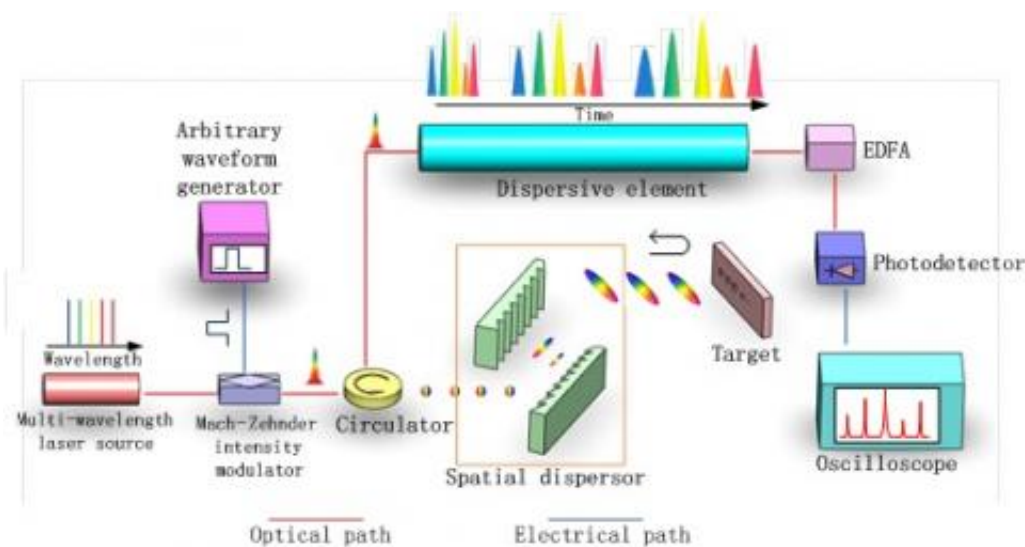 Time
Arbitrary
waveform
generator
EDFA
Dispersive element
Photodetector
Wavelength
Target
Multi-wavelength
laser source
Mach-Zehnder
intensity
modulator
Circulator
Spatial dispersor
Oscilloscope
Optical path
Electrical path